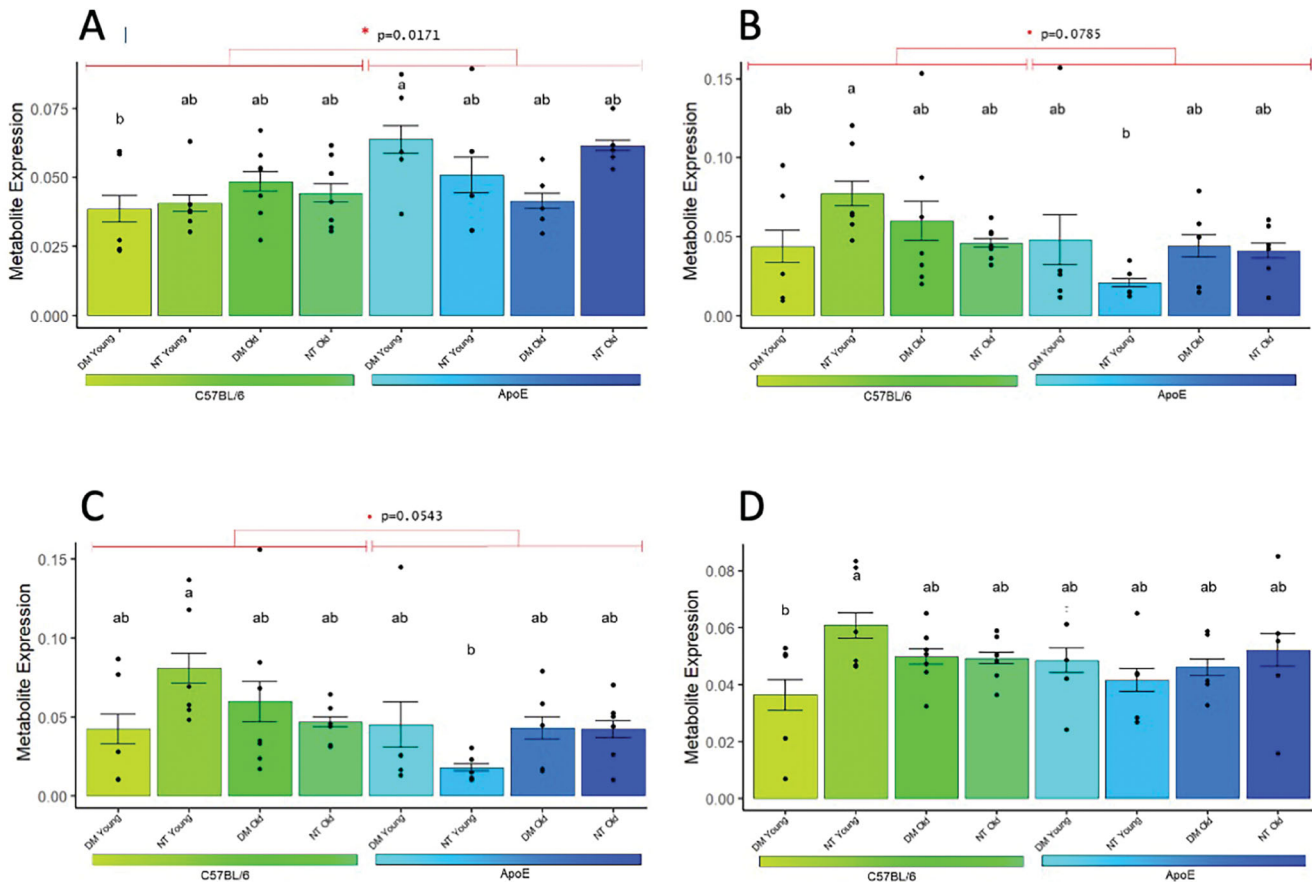 A
* p=0.0171
Metabolite Expression
0.075
0.050
0.025
0.000
b
ab
ab
ab
a
ab
ab
ab
DM Young
NT Young
DM Old
NT Old
DM Young
NT Young
DM Old
NT Old
C57BL/6
ApoE
B
• p=0.0785
Metabolite Expression
0.15
0.10
0.05
0.00
ab
a
ab
ab
ab
b
ab
ab
DM Young
NT Young
DM Old
NT Old
DM Young
NT Young
DM Old
NT Old
C57BL/6
ApoE
C
• p=0.0543
Metabolite Expression
0.15
0.10
0.05
0.00
ab
a
ab
ab
ab
b
ab
ab
DM Young
NT Young
DM Old
NT Old
DM Young
NT Young
DM Old
NT Old
C57BL/6
ApoE
D
Metabolite Expression
0.08
0.06
0.04
0.02
0.00
b
a
ab
ab
ab
ab
ab
ab
DM Young
NT Young
DM Old
NT Old
DM Young
NT Young
DM Old
NT Old
C57BL/6
ApoE